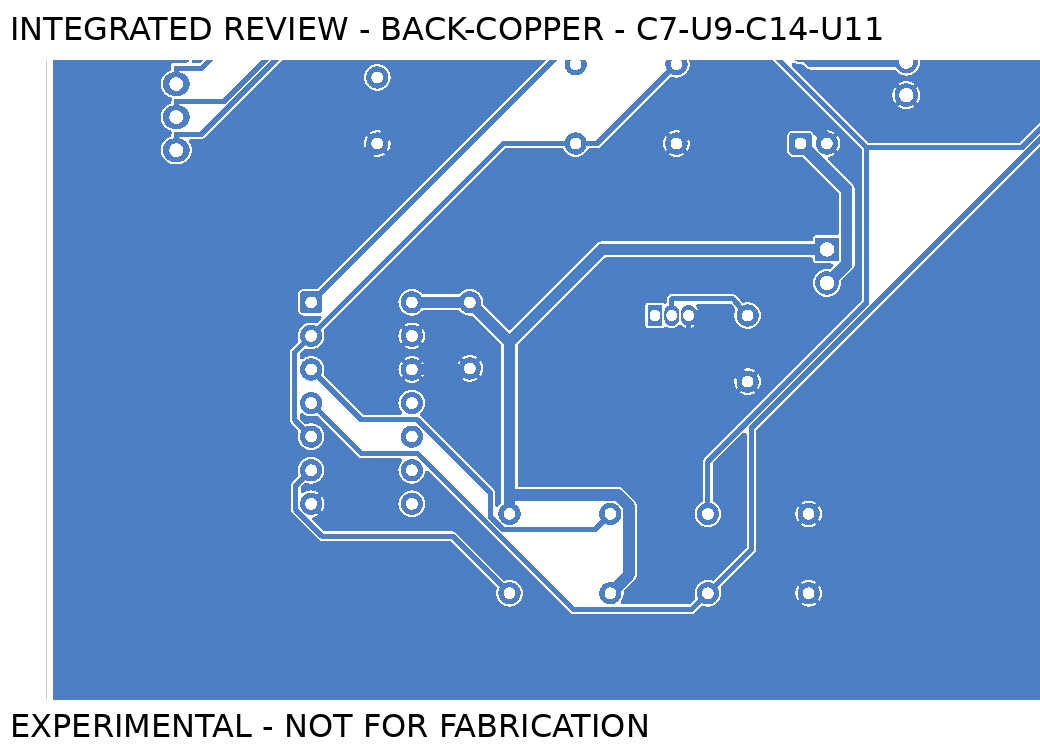 INTEGRATED REVIEW - BACK-COPPER - C7-U9-C14-U11
EXPERIMENTAL - NOT FOR FABRICATION